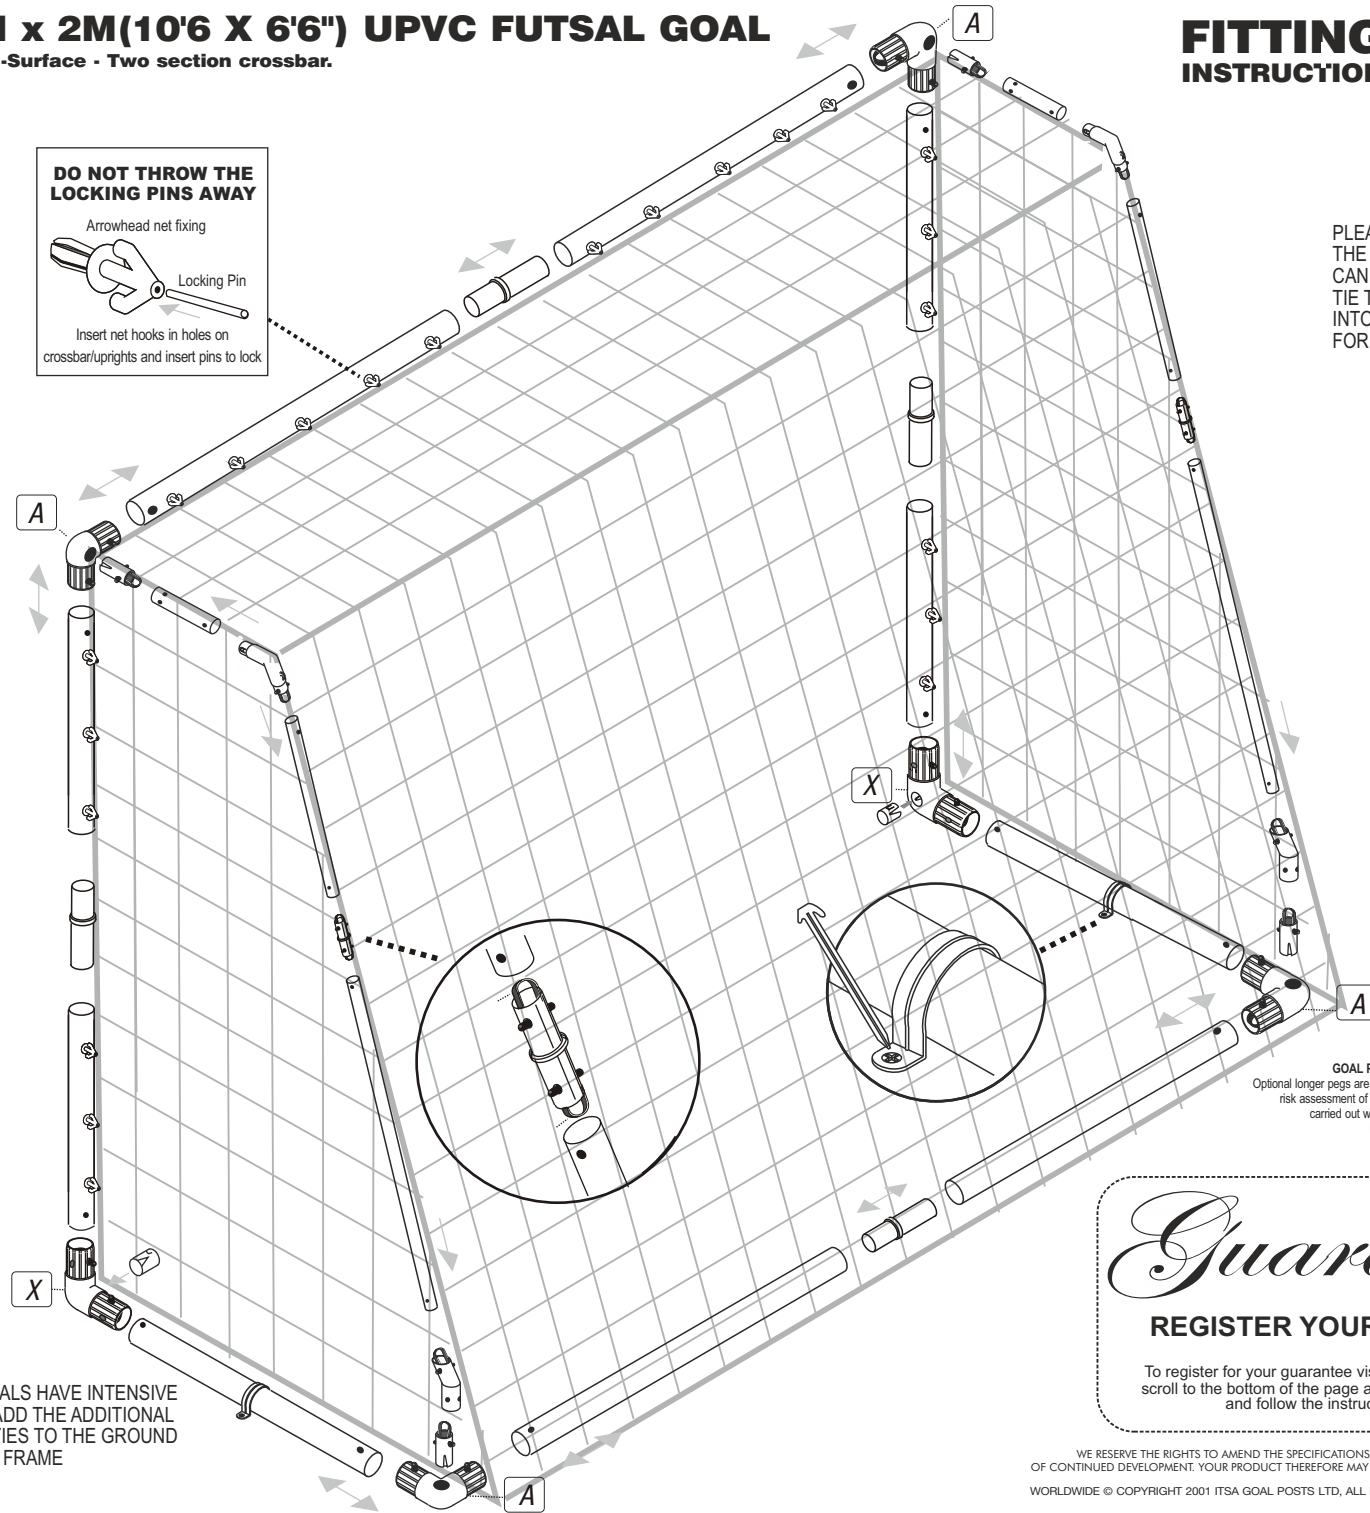 x 2M(10'6 X 6'6") UPVC FUTSAL GOAL
-Surface - Two section crossbar.
FITTING
INSTRUCTION
A
DO NOT THROW THE
LOCKING PINS AWAY
Arrowhead net fixing
Locking Pin
Insert net hooks in holes on
crossbar/uprights and insert pins to lock
PLEA
THE
CAN
TIE T
INTO
FOR
A
X
A
GOAL P
Optional longer pegs are
risk assessment of
carried out w
Guara
REGISTER YOUR
To register for your guarantee vis
scroll to the bottom of the page a
and follow the instruc
X
ALS HAVE INTENSIVE
ADD THE ADDITIONAL
TIES TO THE GROUND
FRAME
A
WE RESERVE THE RIGHTS TO AMEND THE SPECIFICATIONS
OF CONTINUED DEVELOPMENT. YOUR PRODUCT THEREFORE MAY
WORLDWIDE © COPYRIGHT 2001 ITSA GOAL POSTS LTD, ALL